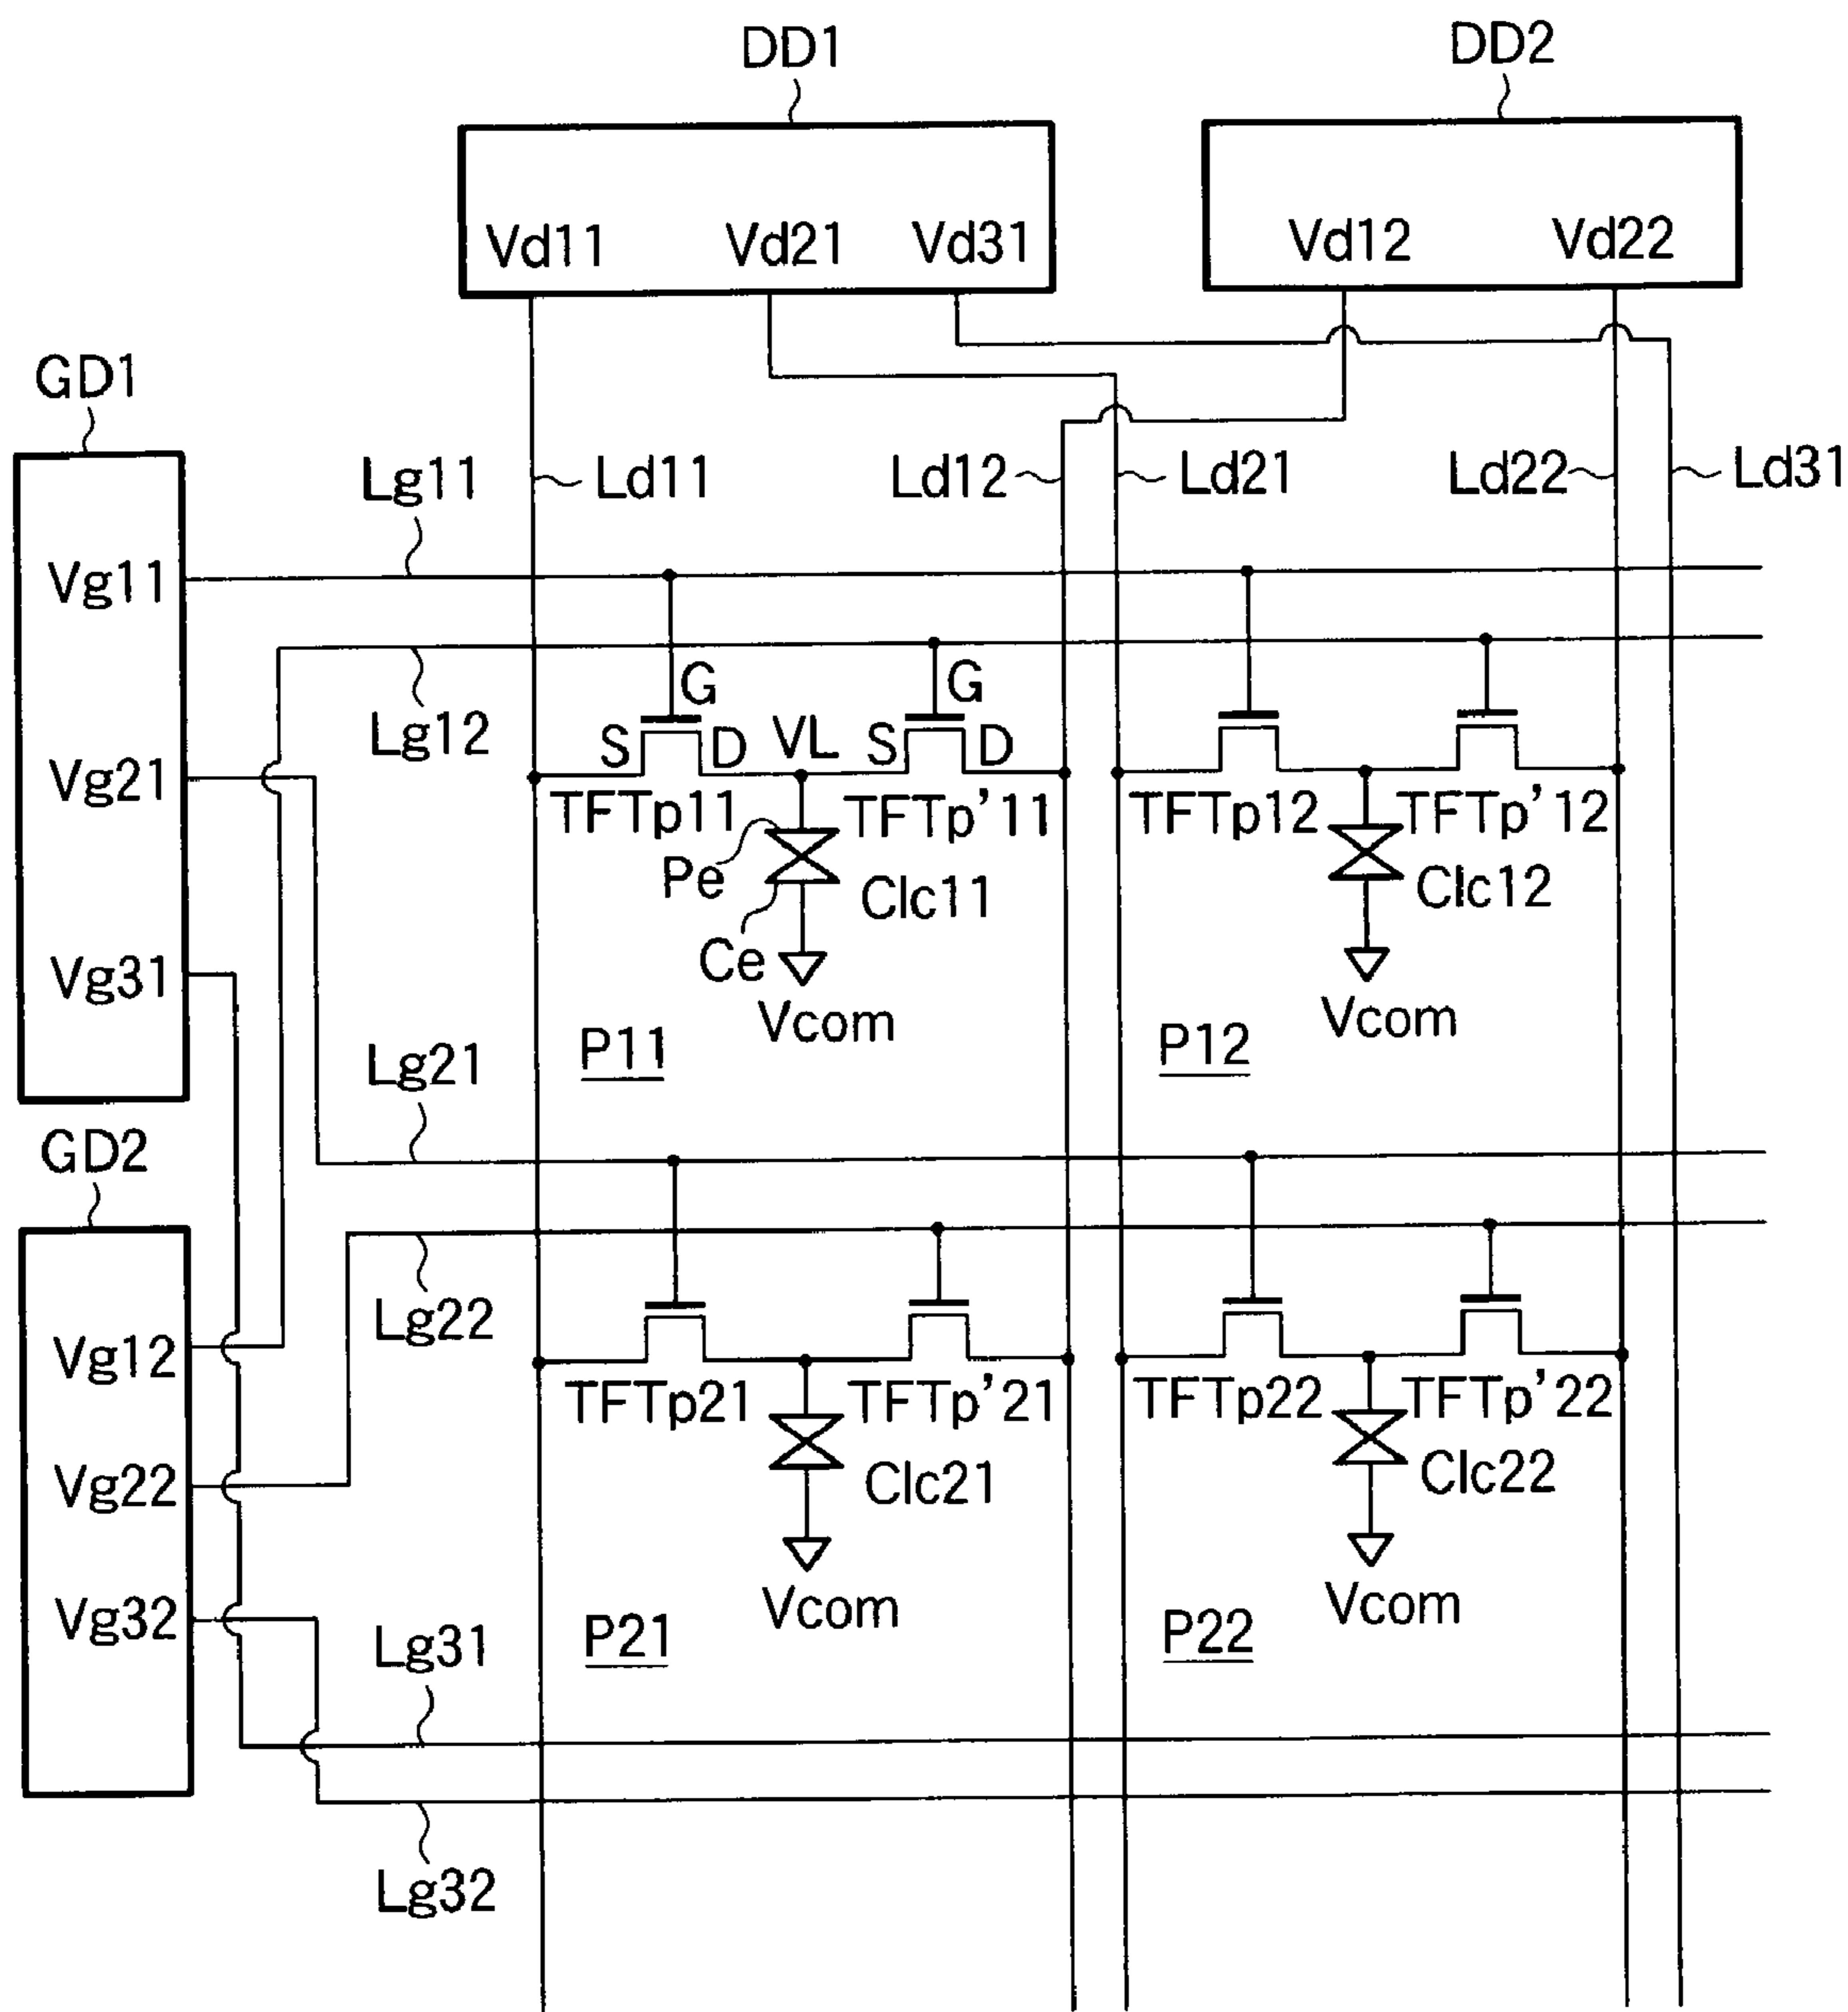 DD1 DD2
Vd11 Vd21 Vd31 Vd12 Vd22
GD1
Lg11 Ld11 Ld12 Ld21 Ld22 Ld31
Vg11
G G
Lg12 S D VL S D
Vg21
TFTp11 TFTp'11 TFTp12 TFTp'12
Pe Clc11 Clc12
Vg31 Ce
Vcom Vcom
Lg21 P11 P12
GD2
Lg22
Vg12
TFTp21 TFTp'21 TFTp22 TFTp'22
Vg22 Clc21 Clc22
Vcom Vcom
Vg32 Lg31 P21 P22
Lg32